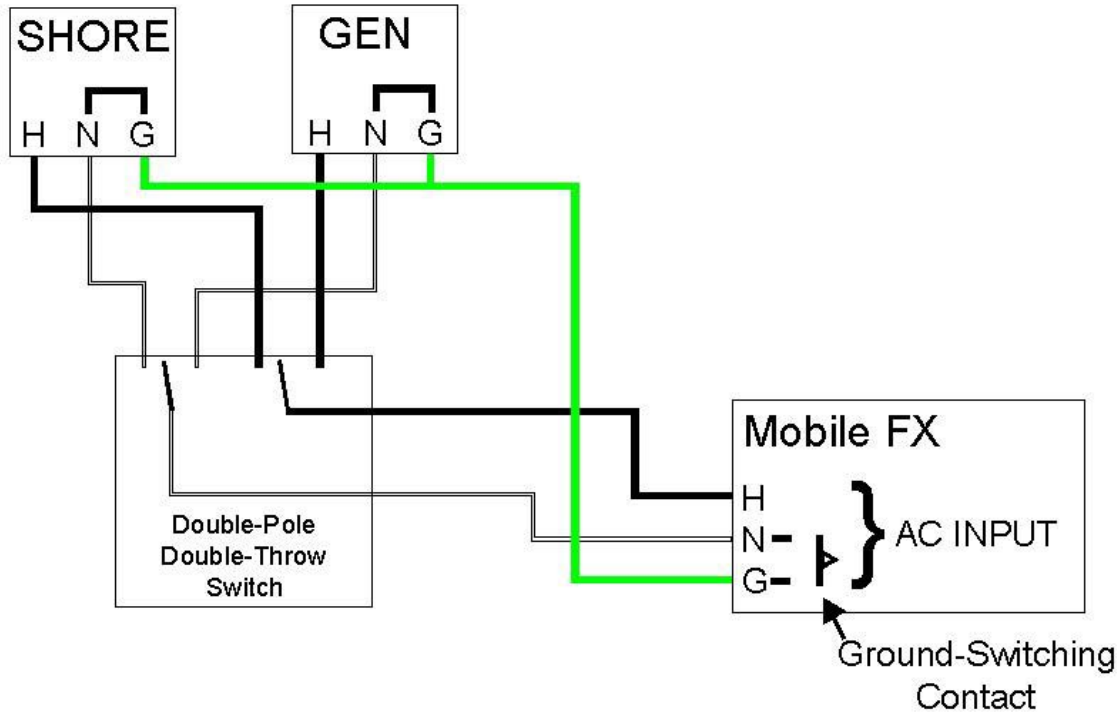 SHORE
H N G
GEN
H N G
Double-Pole
Double-Throw
Switch
Mobile FX
H
N
G
AC INPUT
Ground-Switching
Contact